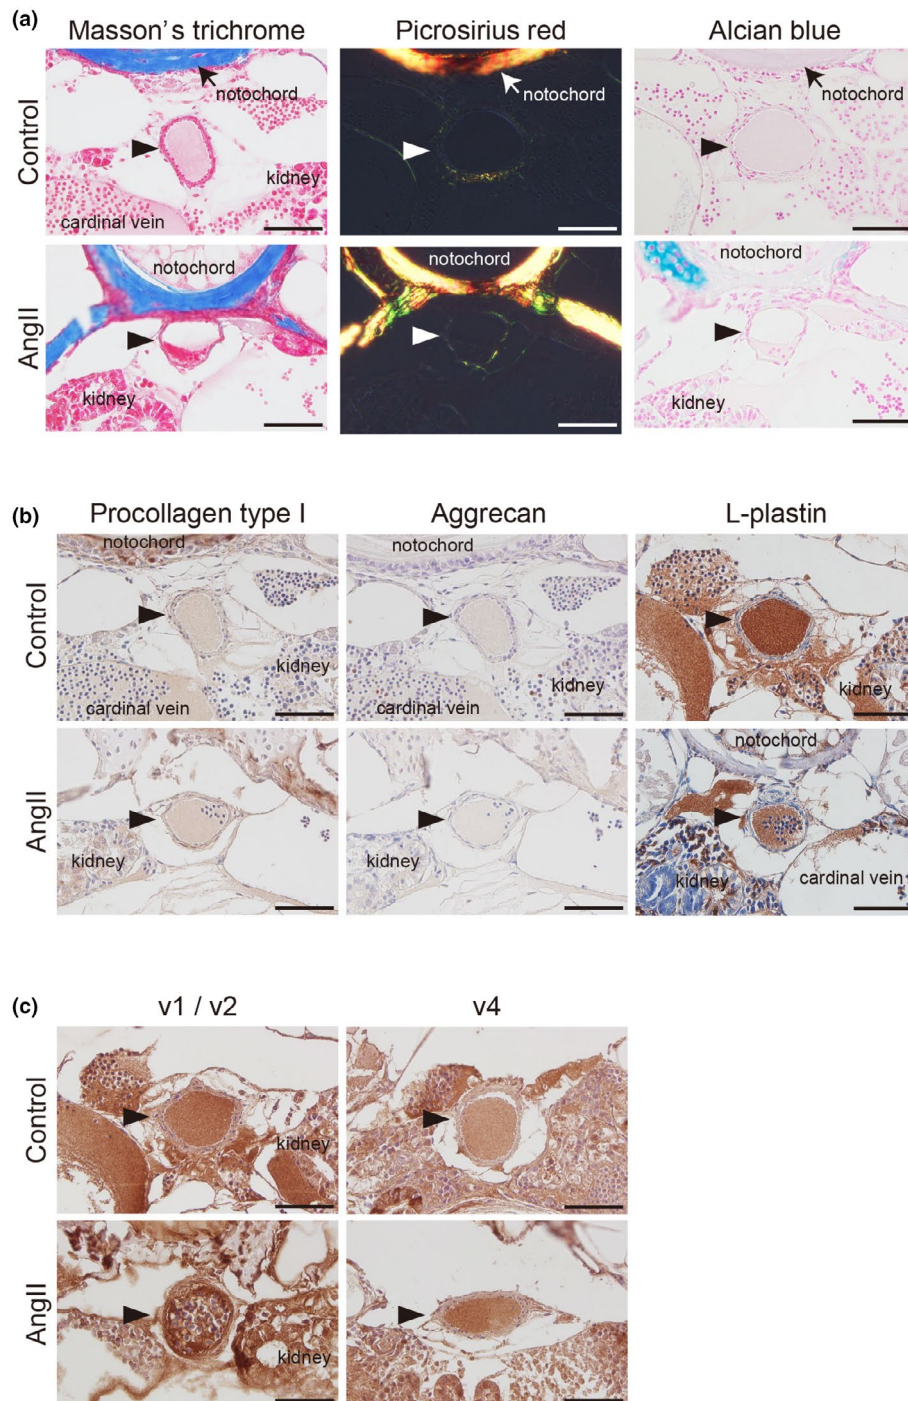 (a)
Masson's trichrome Picrosirius red Alcian blue
Control
notochord
notochord
notochord
kidney
cardinal vein
AngII
notochord
notochord
notochord
kidney
kidney
(b)
Procollagen type I Aggrecan L-plastin
Control
notochord
notochord
kidney
kidney
kidney
cardinal vein
cardinal vein
AngII
notochord
kidney
kidney
kidney
cardinal vein
(c)
v1 / v2 v4
Control
kidney
AngII
kidney